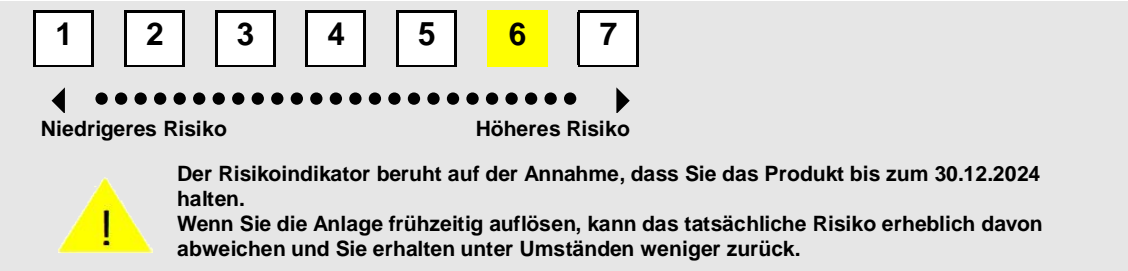 1 2 3 4 5 6 7
Niedrigeres Risiko Höheres Risiko
Der Risikoindikator beruht auf der Annahme, dass Sie das Produkt bis zum 30.12.2024
halten.
Wenn Sie die Anlage frühzeitig auflösen, kann das tatsächliche Risiko erheblich davon
abweichen und Sie erhalten unter Umständen weniger zurück.
!